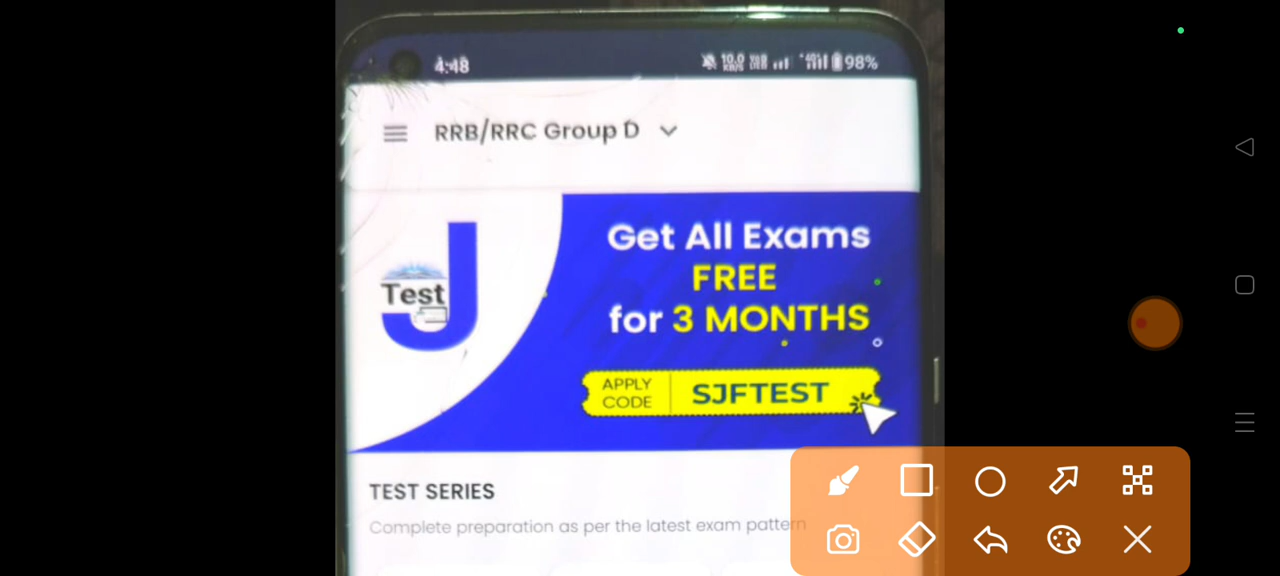 4:48
98%
RRB/RRC Group D
Test
J
Get All Exams
FREE
for 3 MONTHS
APPLY CODE
SJFTEST
TEST SERIES
Complete preparation as per the latest exam pattern